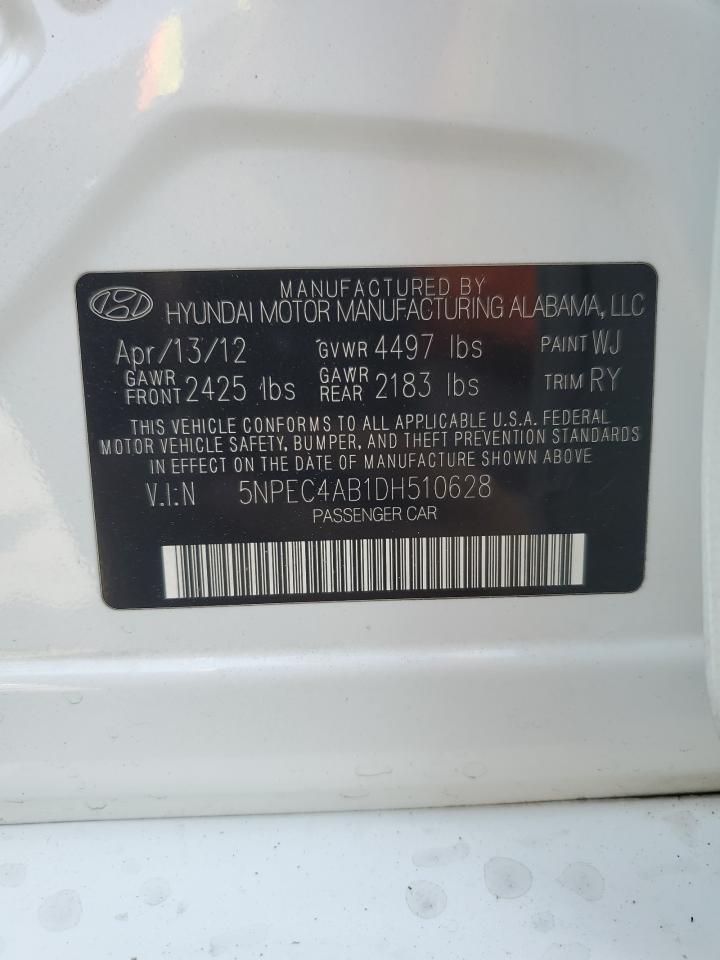 MANUFACTURED BY
HYUNDAI MOTOR MANUFACTURING ALABAMA, LLC
Apr/13/12 GVWR 4497 lbs PAINT WJ
GAWR FRONT 2425 lbs GAWR REAR 2183 lbs TRIM RY
THIS VEHICLE CONFORMS TO ALL APPLICABLE U.S.A. FEDERAL
MOTOR VEHICLE SAFETY, BUMPER, AND THEFT PREVENTION STANDARDS
IN EFFECT ON THE DATE OF MANUFACTURE SHOWN ABOVE
V.I.N 5NPEC4AB1DH510628
PASSENGER CAR